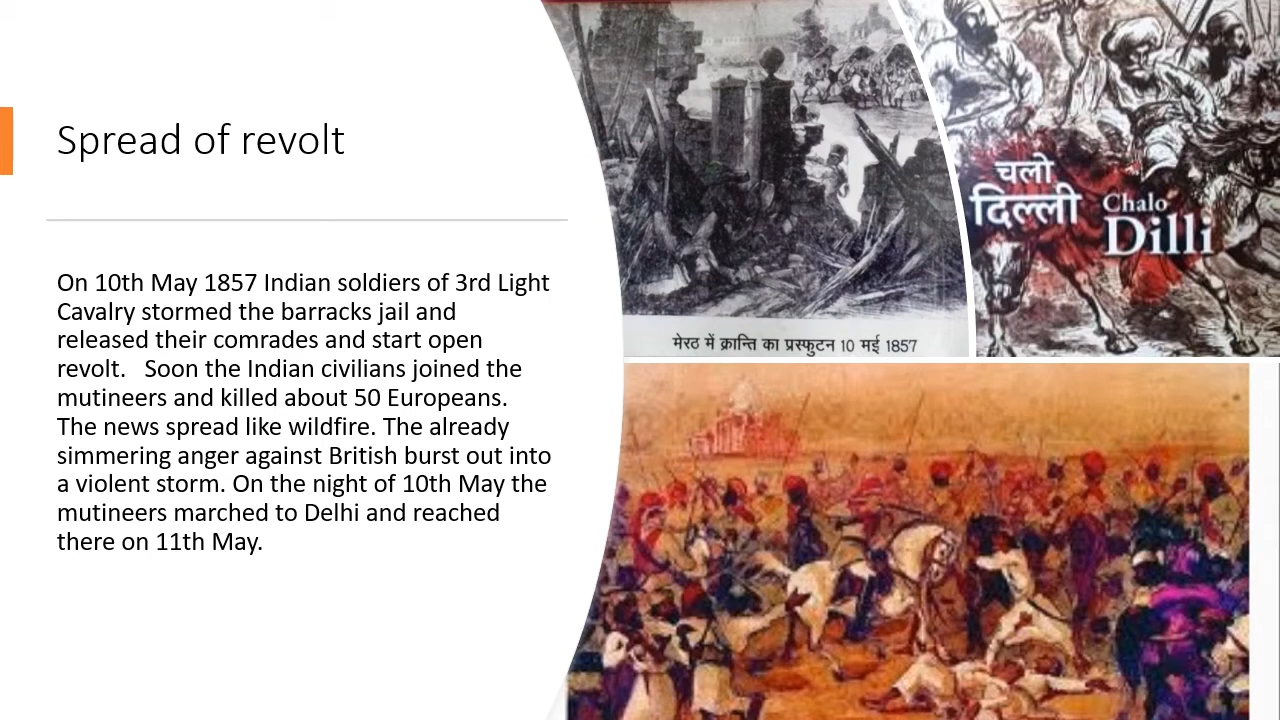 Spread of revolt
On 10th May 1857 Indian soldiers of 3rd Light
Cavalry stormed the barracks jail and
released their comrades and start open
revolt.   Soon the Indian civilians joined the
mutineers and killed about 50 Europeans.
The news spread like wildfire. The already
simmering anger against British burst out into
a violent storm. On the night of 10th May the
mutineers marched to Delhi and reached
there on 11th May.
मेरठ में क्रान्ति का प्रस्फुटन 10 मई 1857
चलो
दिल्ली
Chalo
Dilli